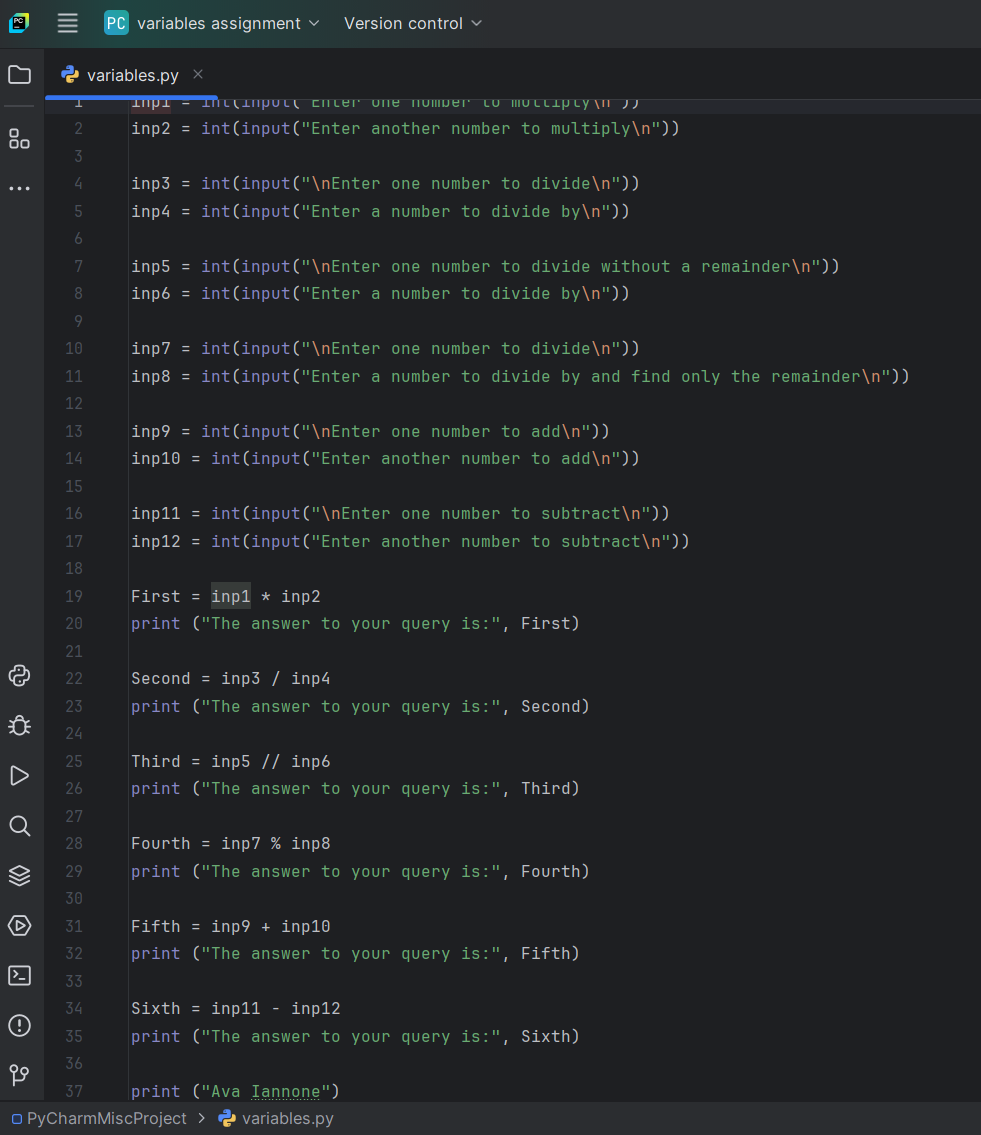 PC variables assignment Version control
variables.py
1 inp1 = int(input("Enter one number to multiply\n"))
2 inp2 = int(input("Enter another number to multiply\n"))
3
4 inp3 = int(input("\nEnter one number to divide\n"))
5 inp4 = int(input("Enter a number to divide by\n"))
6
7 inp5 = int(input("\nEnter one number to divide without a remainder\n"))
8 inp6 = int(input("Enter a number to divide by\n"))
9
10 inp7 = int(input("\nEnter one number to divide\n"))
11 inp8 = int(input("Enter a number to divide by and find only the remainder\n"))
12
13 inp9 = int(input("\nEnter one number to add\n"))
14 inp10 = int(input("Enter another number to add\n"))
15
16 inp11 = int(input("\nEnter one number to subtract\n"))
17 inp12 = int(input("Enter another number to subtract\n"))
18
19 First = inp1 * inp2
20 print ("The answer to your query is:", First)
21
22 Second = inp3 / inp4
23 print ("The answer to your query is:", Second)
24
25 Third = inp5 // inp6
26 print ("The answer to your query is:", Third)
27
28 Fourth = inp7 % inp8
29 print ("The answer to your query is:", Fourth)
30
31 Fifth = inp9 + inp10
32 print ("The answer to your query is:", Fifth)
33
34 Sixth = inp11 - inp12
35 print ("The answer to your query is:", Sixth)
36
37 print ("Ava Iannone")
PyCharmMiscProject > variables.py